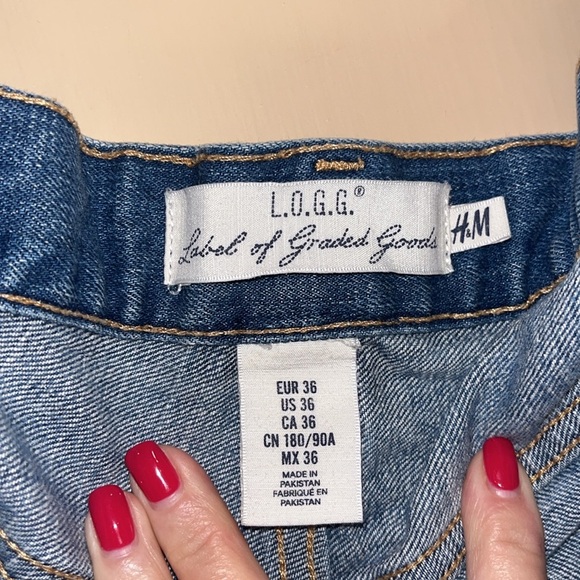 L.O.G.G.®
Label of Graded Goods
H&M
EUR 36
US 36
CA 36
CN 180/90A
MX 36
MADE IN
PAKISTAN
FABRIQUÉ EN
PAKISTAN